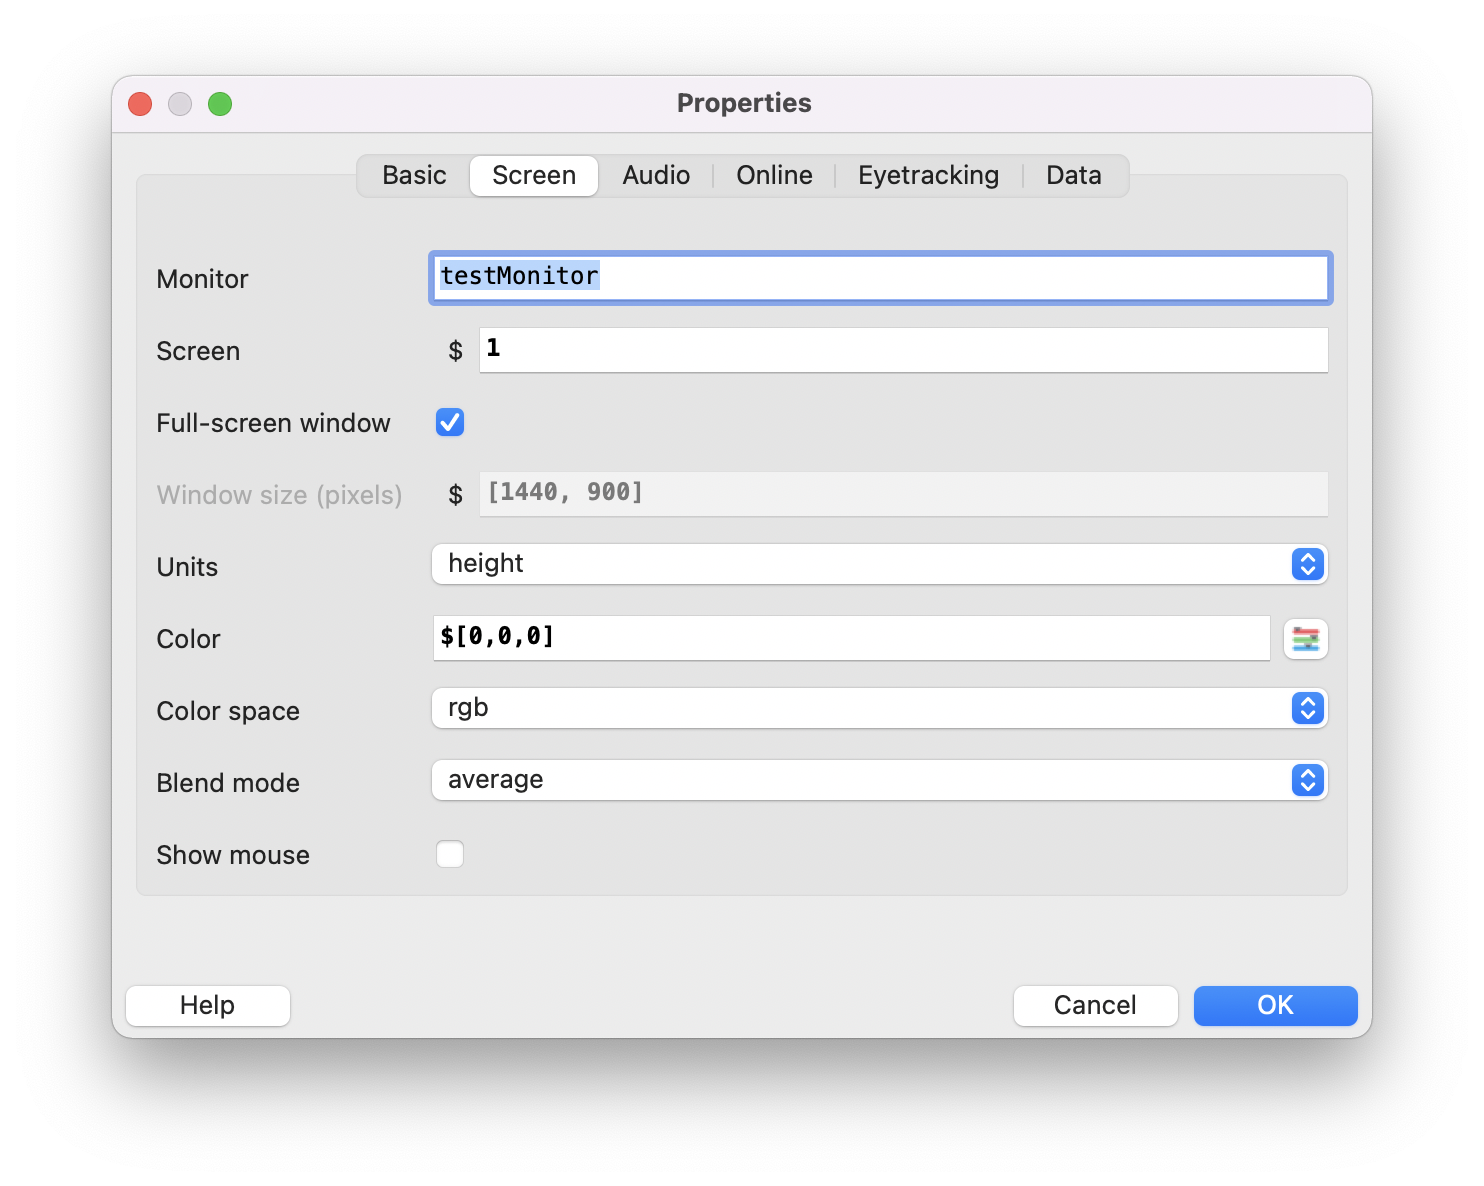 Properties
Basic Screen Audio Online Eyetracking Data
Monitor testMonitor
Screen $ 1
Full-screen window
Window size (pixels) $ [1440, 900]
Units height
Color $[0,0,0]
Color space rgb
Blend mode average
Show mouse
Help Cancel OK